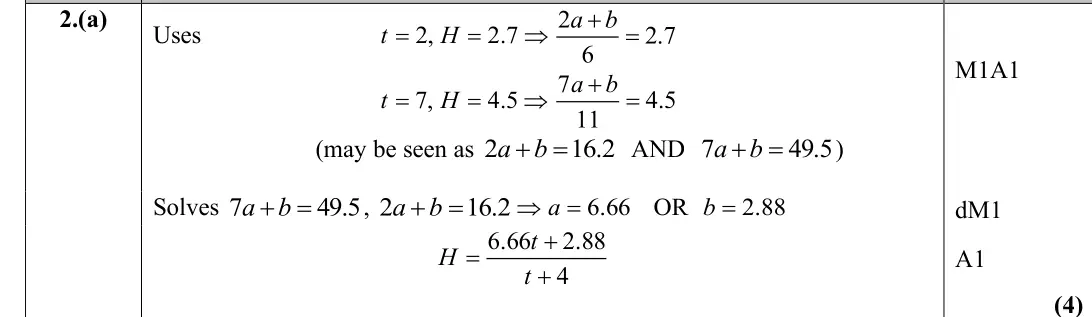 2.(a)
Uses t = 2, H = 2.7 ⇒ (2a + b)/6 = 2.7
t = 7, H = 4.5 ⇒ (7a + b)/11 = 4.5
M1A1
(may be seen as 2a + b = 16.2 AND 7a + b = 49.5)
Solves 7a + b = 49.5, 2a + b = 16.2 ⇒ a = 6.66 OR b = 2.88
dM1
H = (6.66t + 2.88)/(t + 4)
A1
(4)